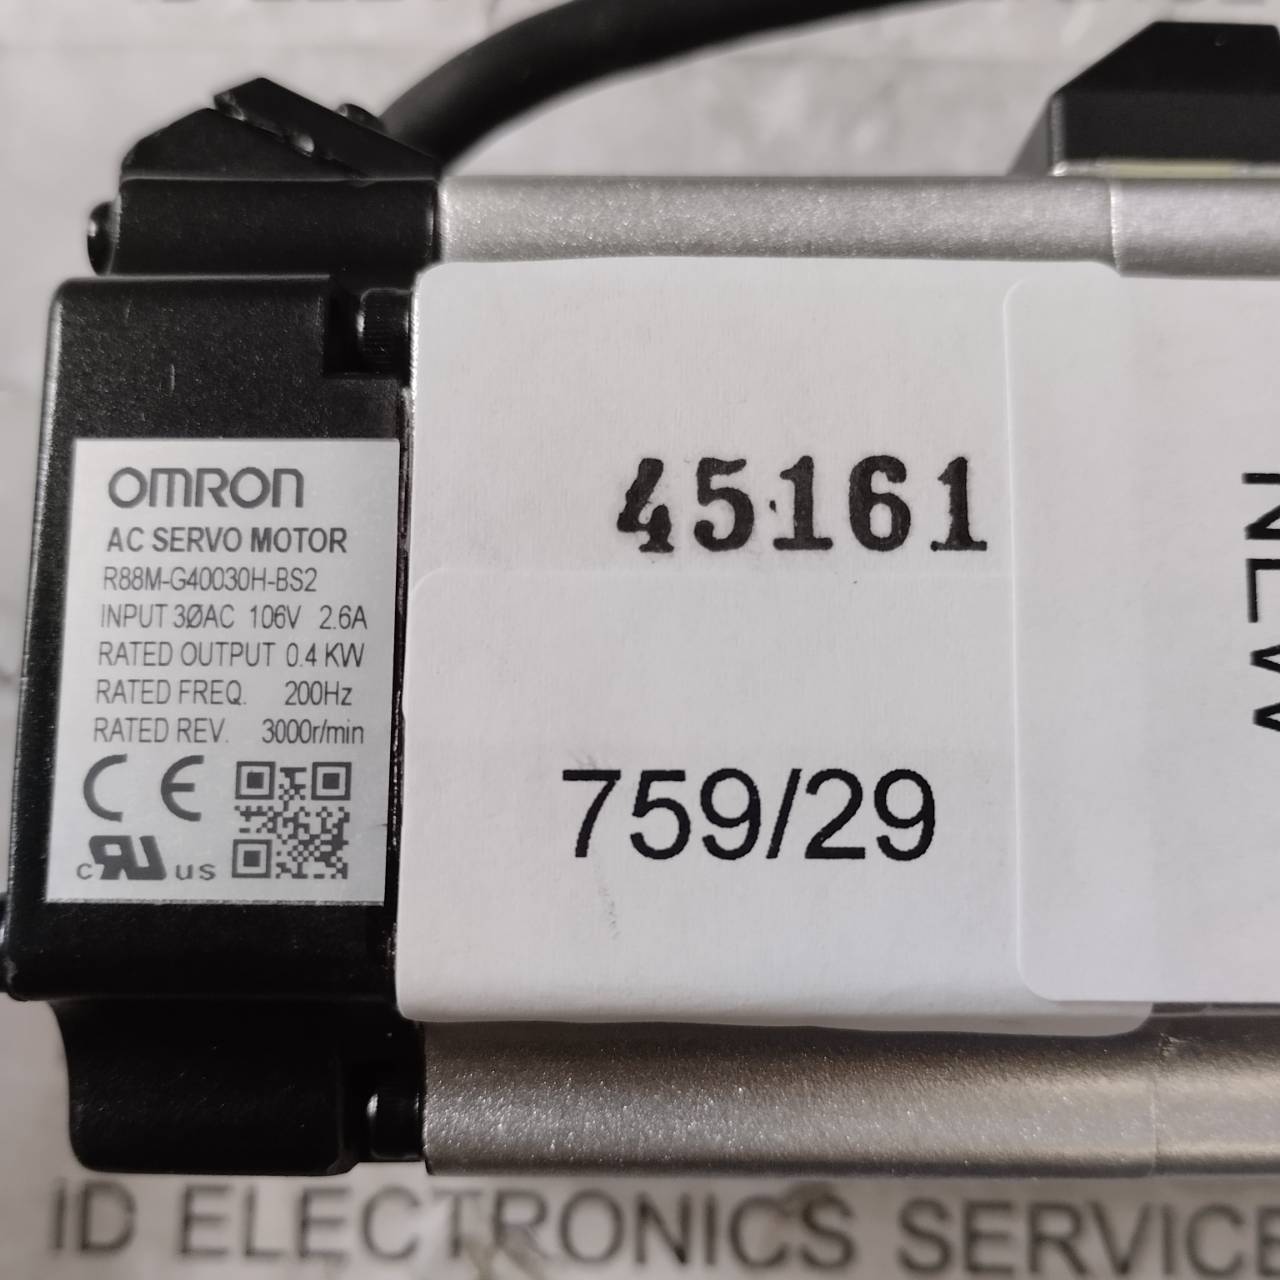 OMRON
AC SERVO MOTOR
R88M-G40030H-BS2
INPUT 3ØAC 106V 2.6A
RATED OUTPUT 0.4 KW
RATED FREQ. 200Hz
RATED REV. 3000r/min
CE
c RU us
45161
759/29
NEW
iD ELECTRONICS SERVICE